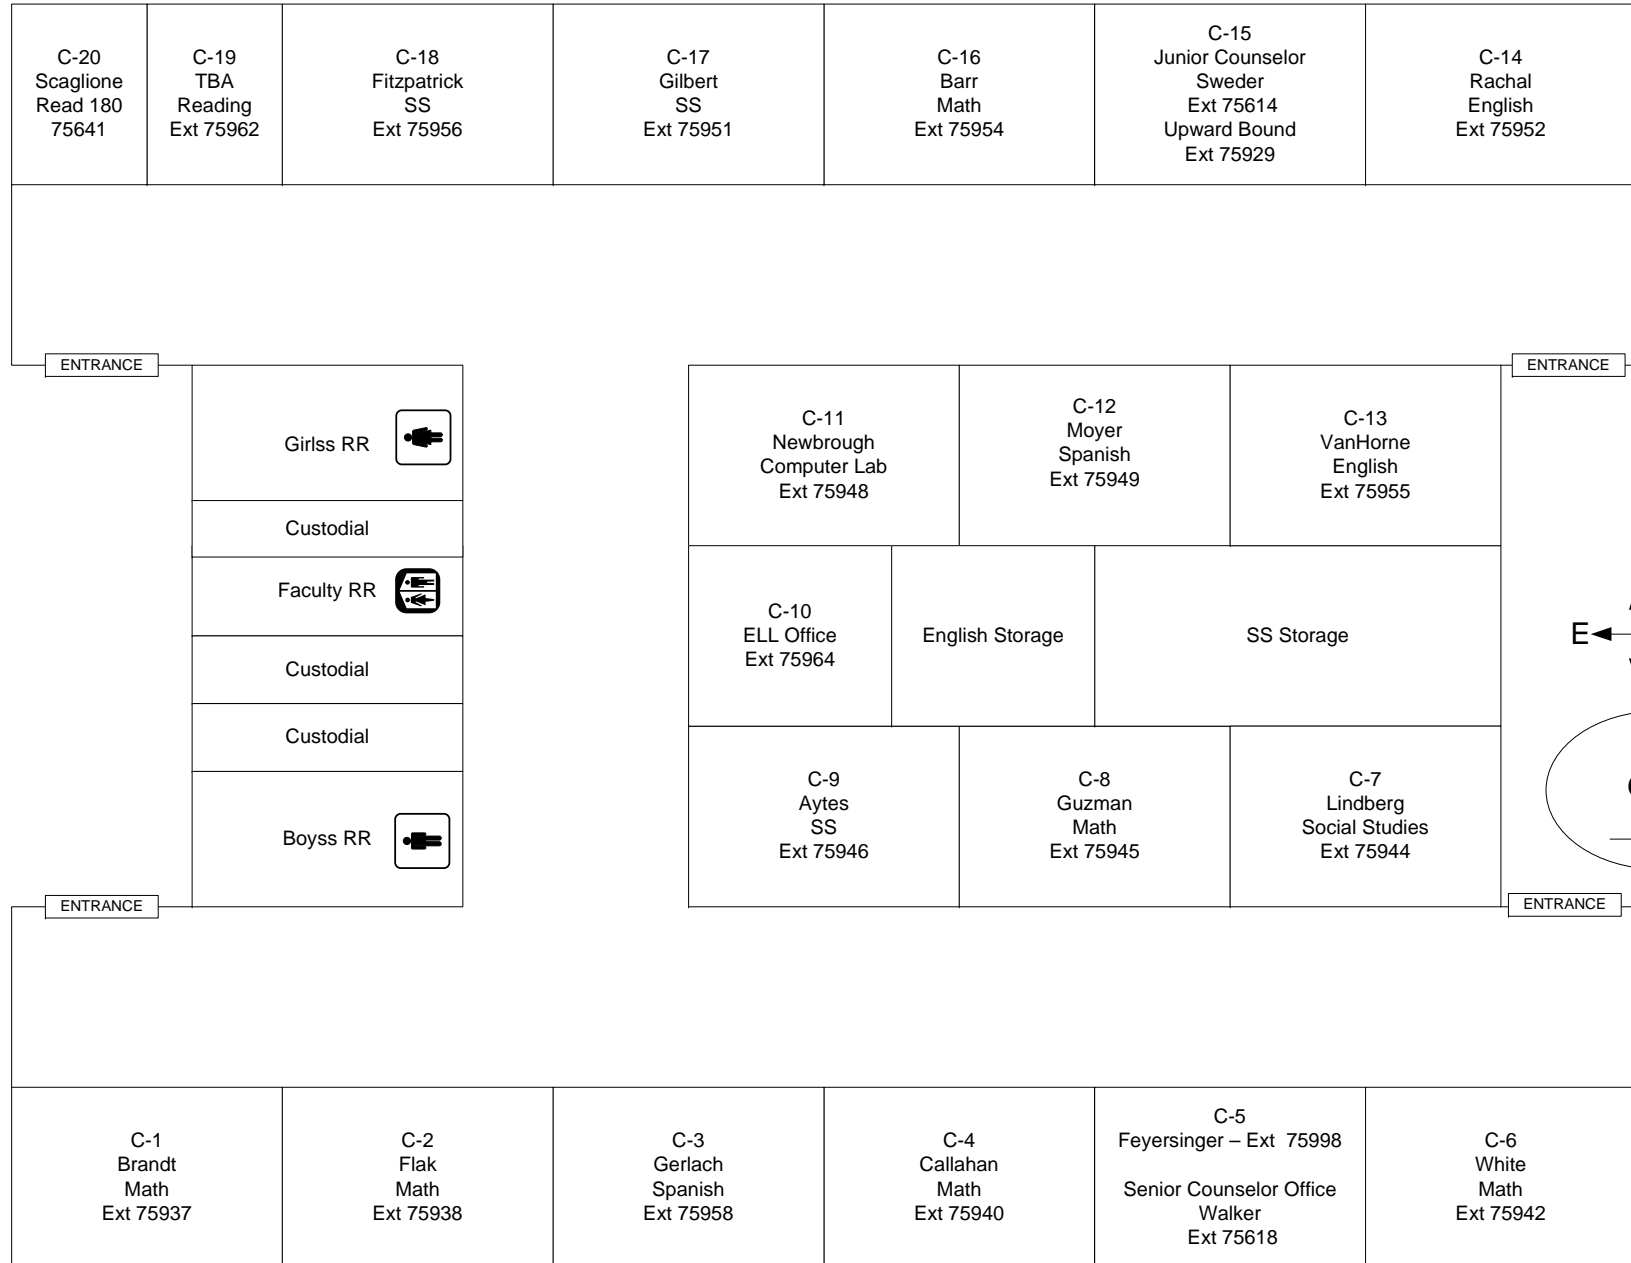 C-20
Scaglione
Read 180
75641
C-19
TBA
Reading
Ext 75962
C-18
Fitzpatrick
SS
Ext 75956
C-17
Gilbert
SS
Ext 75951
C-16
Barr
Math
Ext 75954
C-15
Junior Counselor
Sweder
Ext 75614
Upward Bound
Ext 75929
C-14
Rachal
English
Ext 75952
ENTRANCE
ENTRANCE
Girlss RR
Custodial
Faculty RR
Custodial
Custodial
Boyss RR
C-11
Newbrough
Computer Lab
Ext 75948
C-12
Moyer
Spanish
Ext 75949
C-13
VanHorne
English
Ext 75955
C-10
ELL Office
Ext 75964
English Storage
SS Storage
E
C-9
Aytes
SS
Ext 75946
C-8
Guzman
Math
Ext 75945
C-7
Lindberg
Social Studies
Ext 75944
ENTRANCE
ENTRANCE
C-1
Brandt
Math
Ext 75937
C-2
Flak
Math
Ext 75938
C-3
Gerlach
Spanish
Ext 75958
C-4
Callahan
Math
Ext 75940
C-5
Feyersinger – Ext  75998
Senior Counselor Office
Walker
Ext 75618
C-6
White
Math
Ext 75942